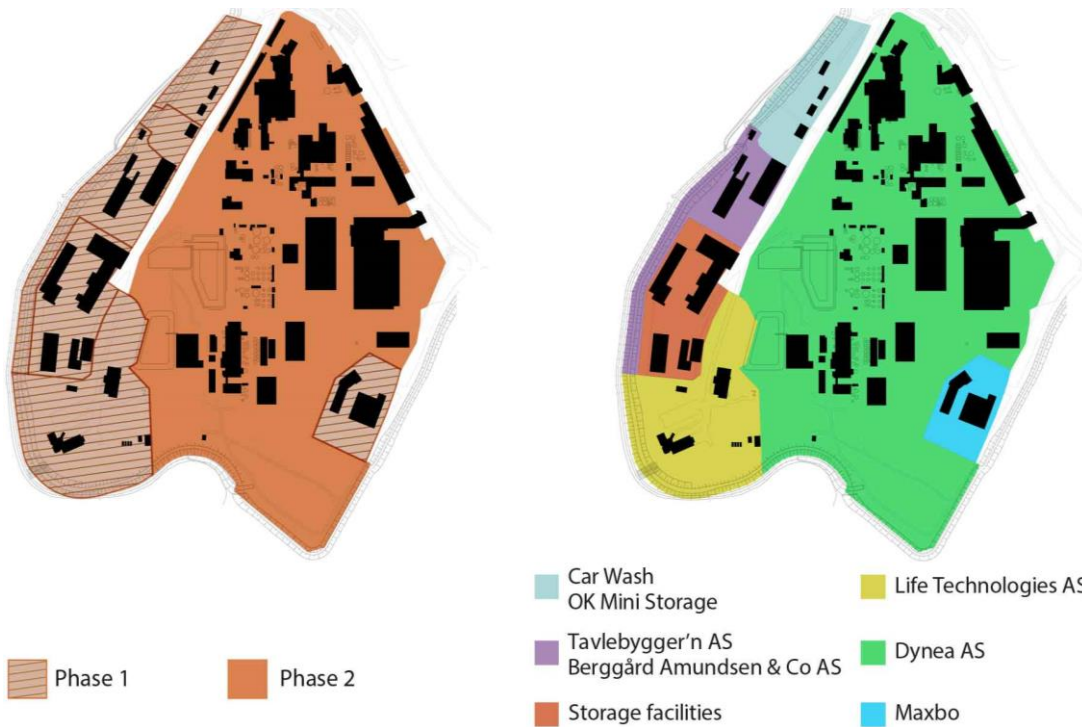 Phase 1
Phase 2
Car Wash
OK Mini Storage
Tavlebygger'n AS
Berggård Amundsen & Co AS
Storage facilities
Life Technologies AS
Dynea AS
Maxbo